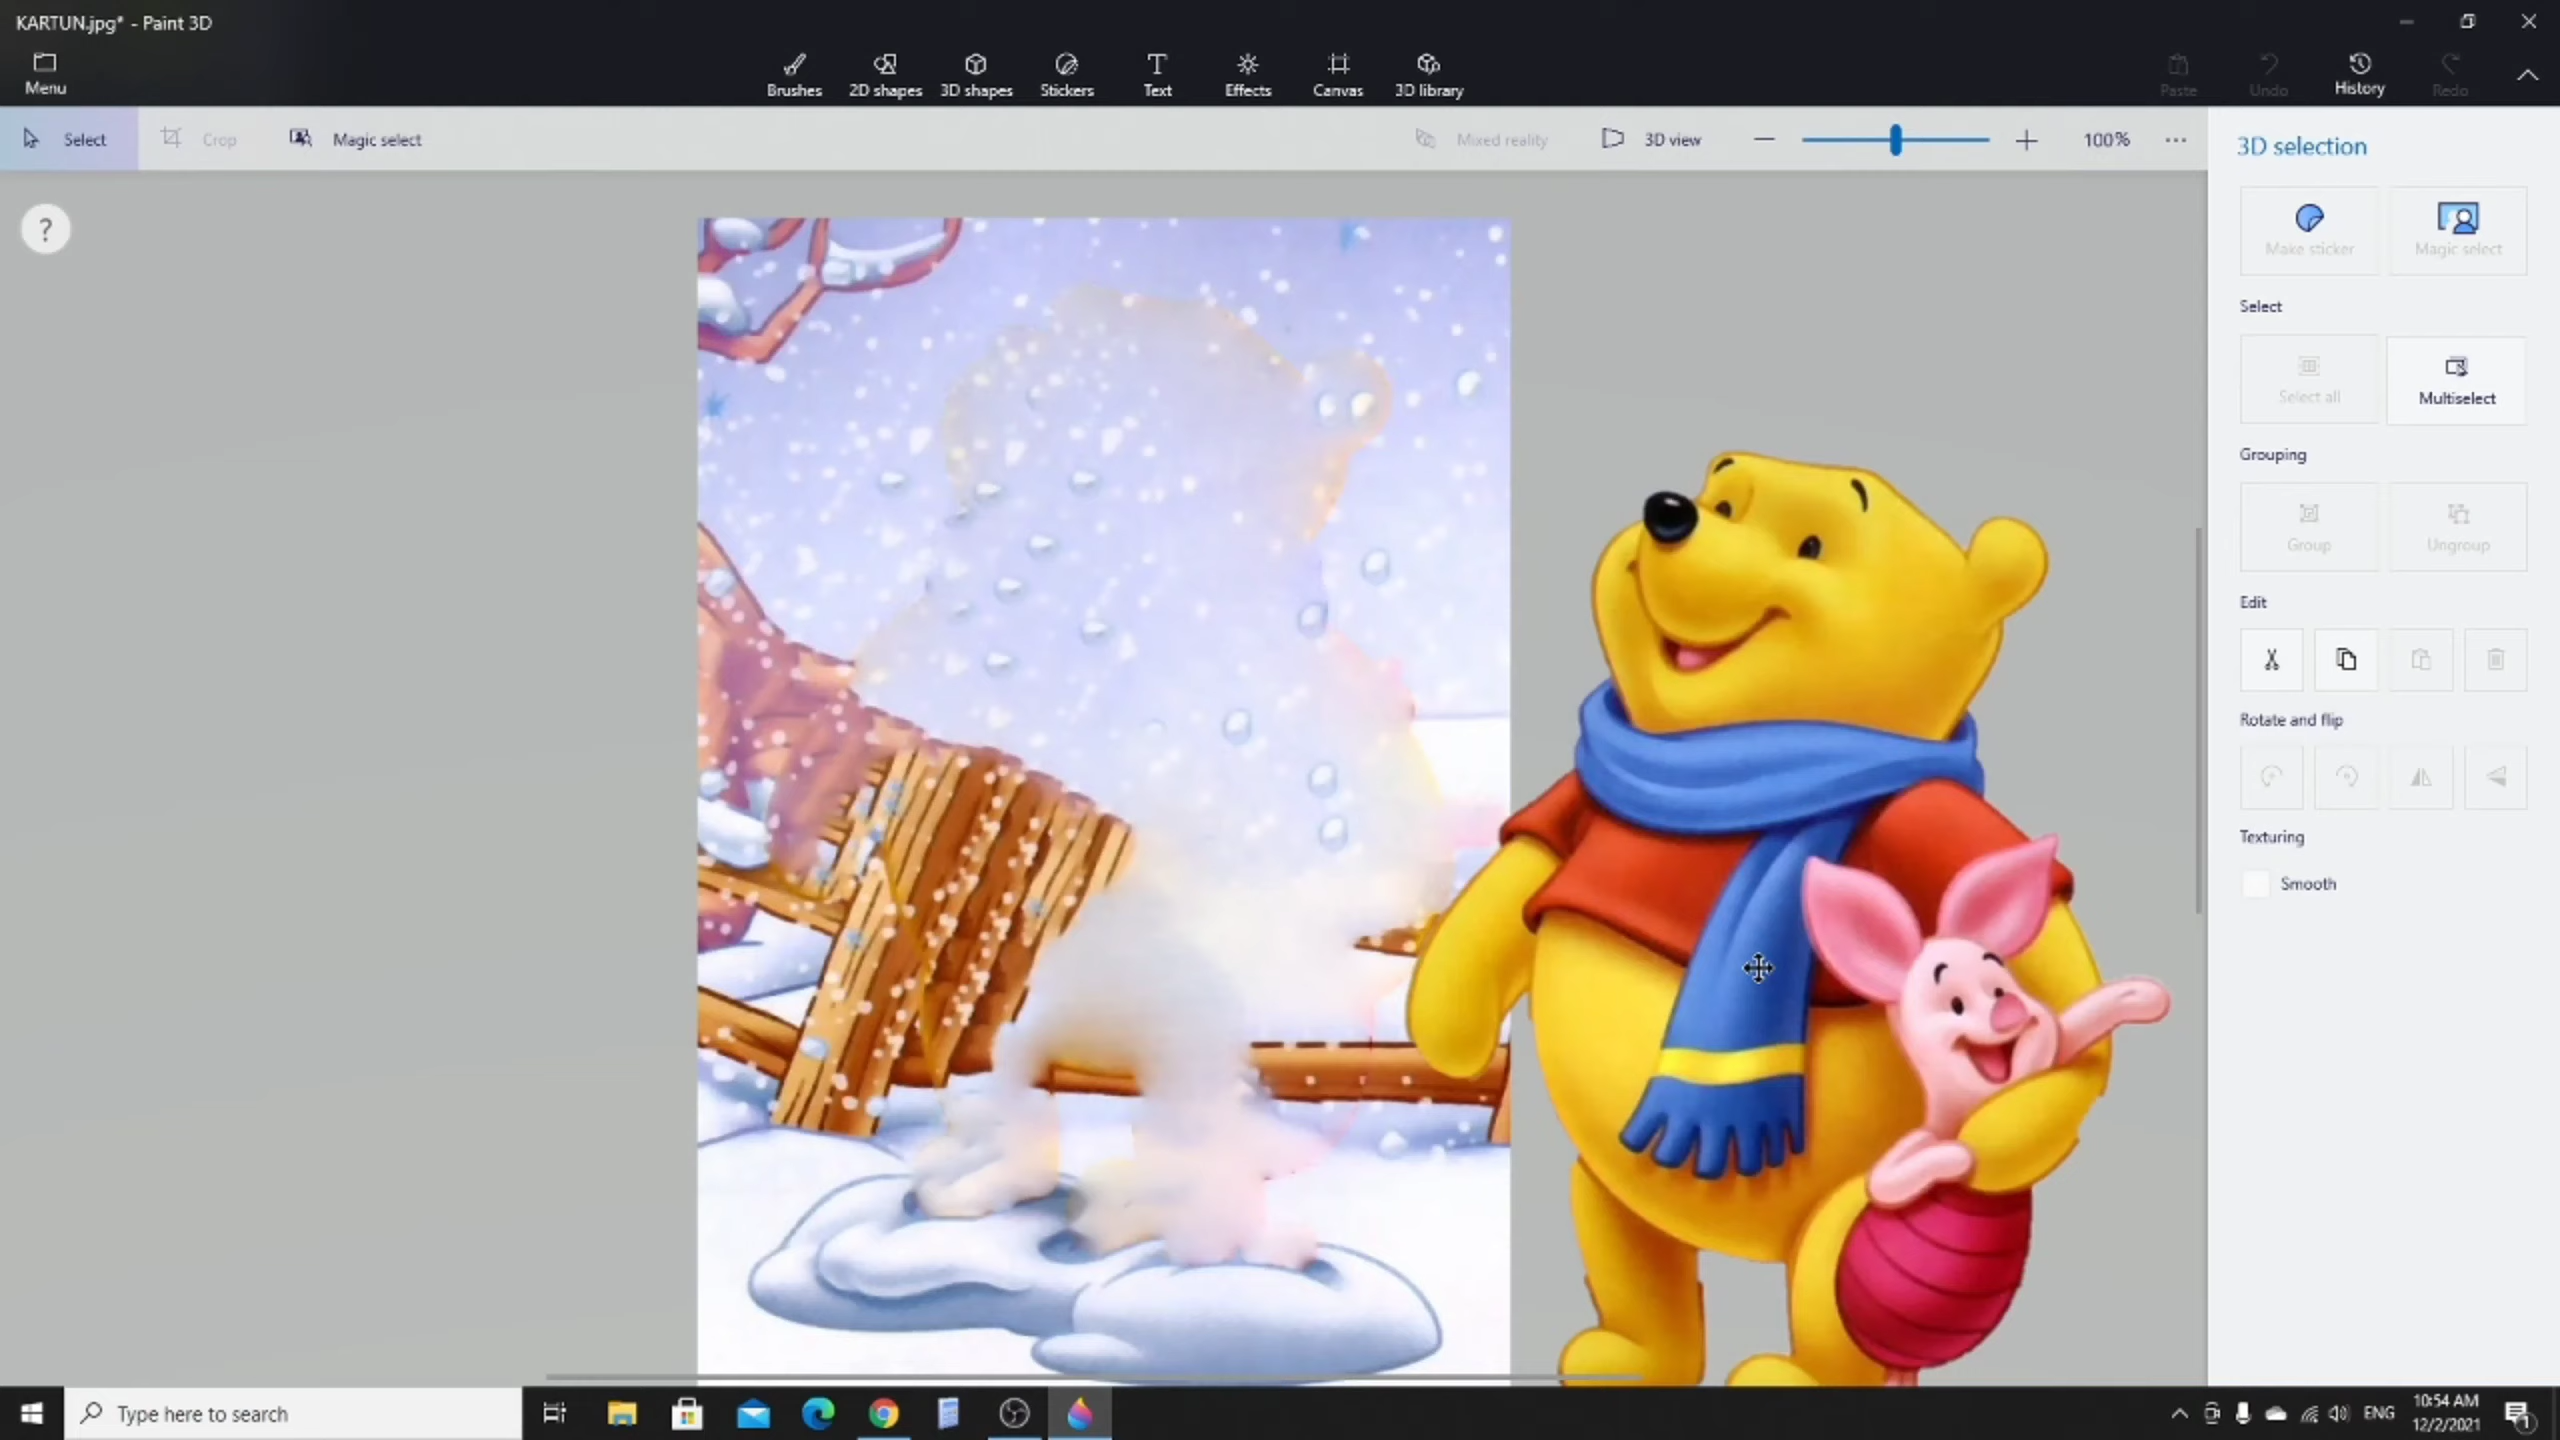 KARTUN.jpg* - Paint 3D
Menu
Brushes
2D shapes
3D shapes
Stickers
Text
Effects
Canvas
3D library
Paste
Undo
History
Redo
Select
Crop
Magic select
Mixed reality
3D view
100%
?
3D selection
Make sticker
Magic select
Select
Select all
Multiselect
Grouping
Group
Ungroup
Edit
Rotate and flip
Texturing
Smooth
Type here to search
ENG
10:54 AM
12/2/2021
1